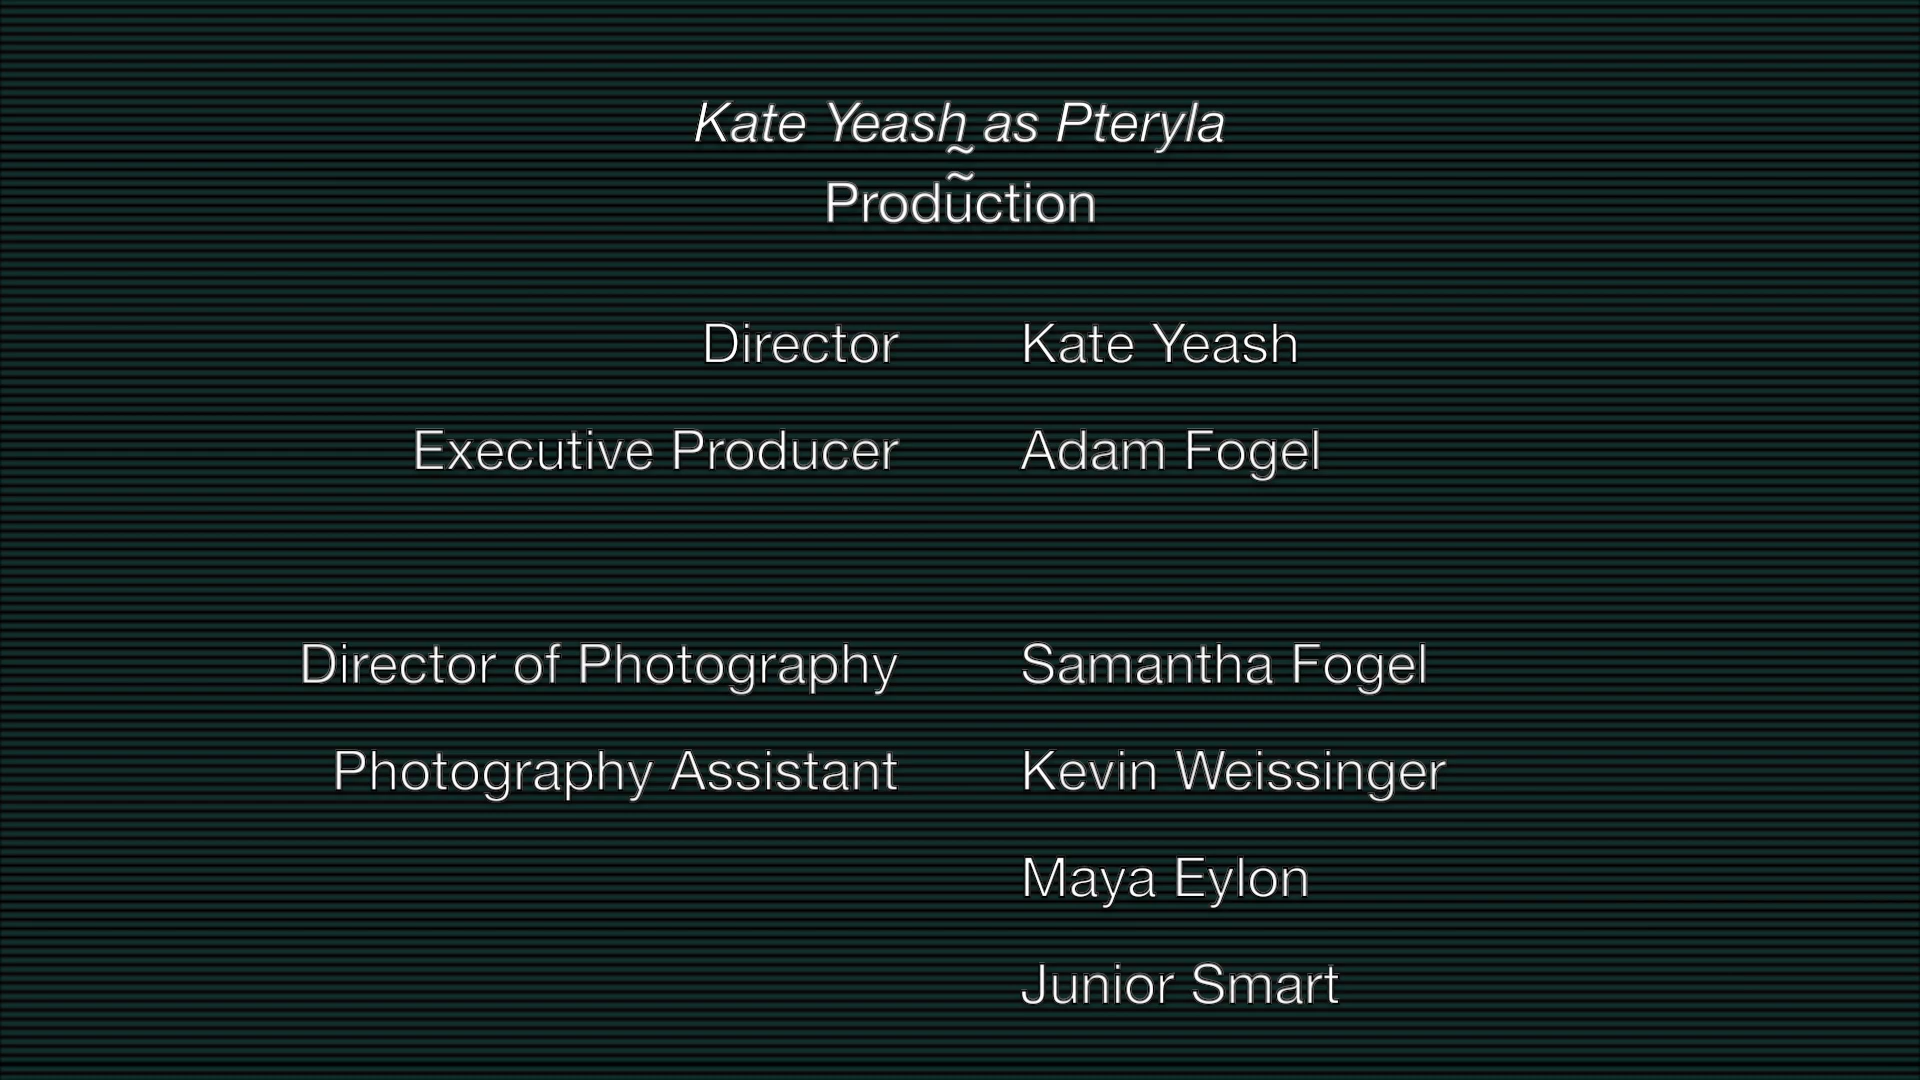 Kate Yeash as Pteryla
~
~
Production
Director Kate Yeash
Executive Producer Adam Fogel
Director of Photography Samantha Fogel
Photography Assistant Kevin Weissinger
Maya Eylon
Junior Smart